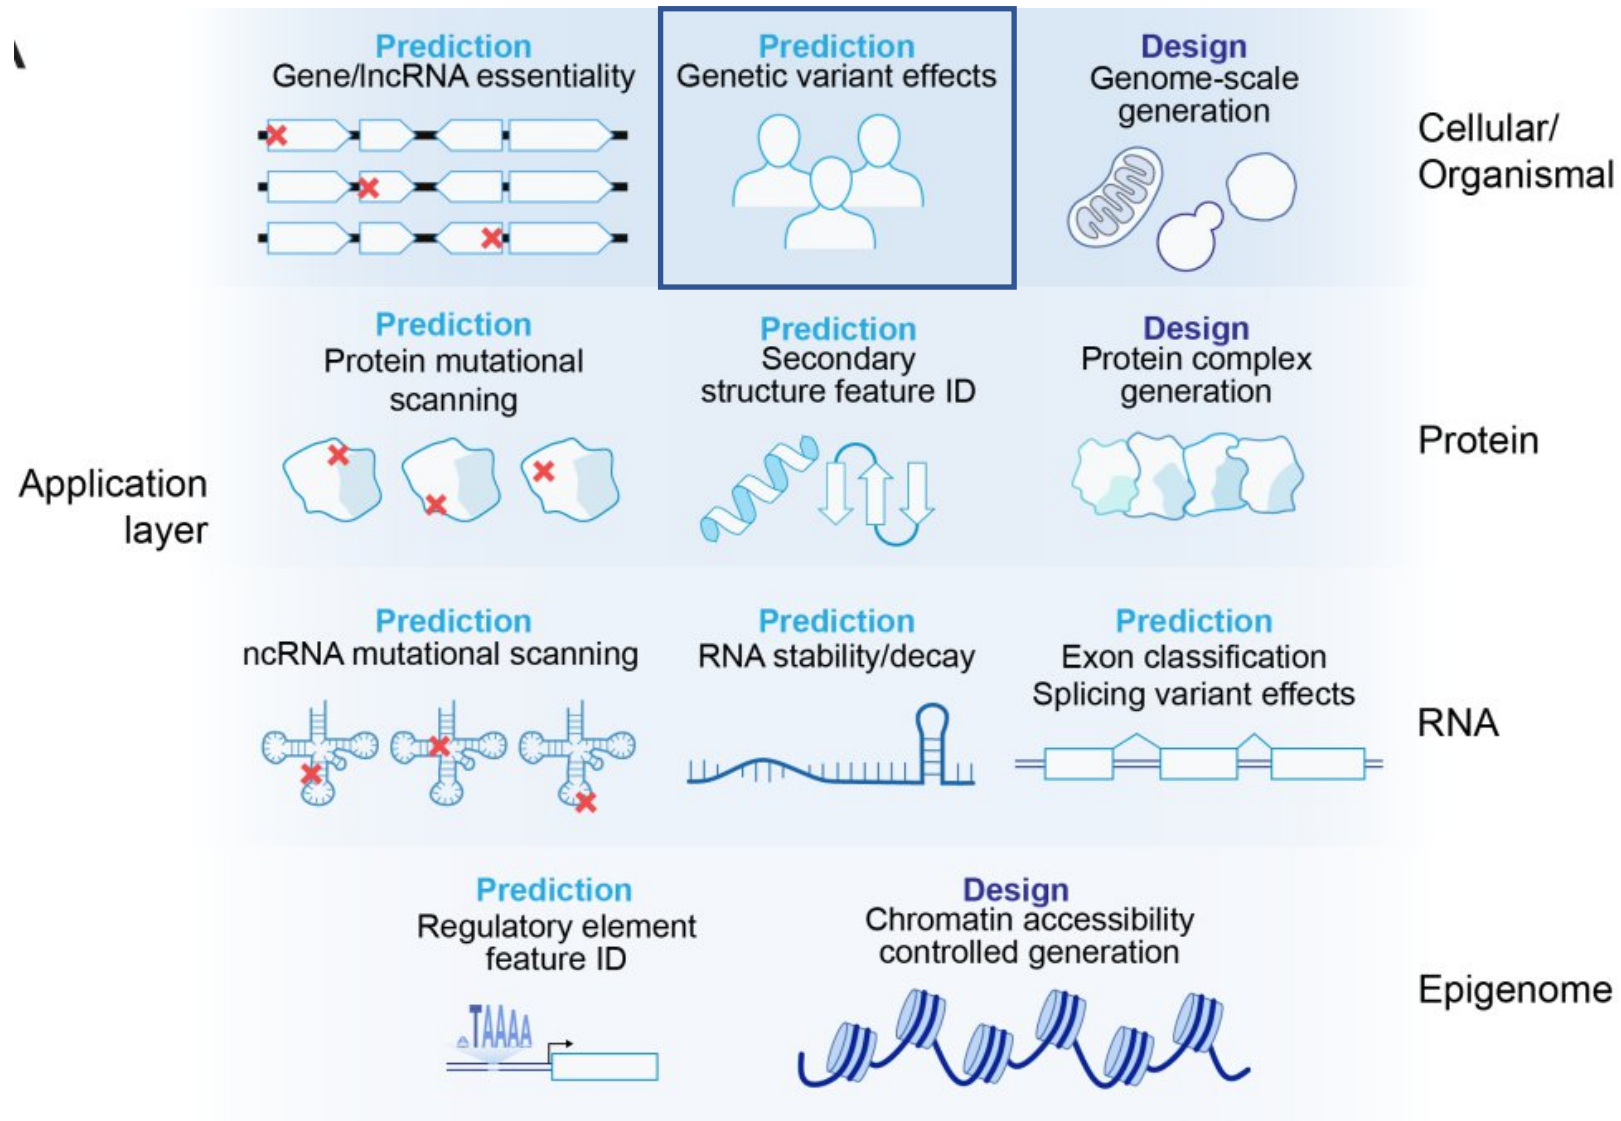 A
Prediction
Gene/lncRNA essentiality
Prediction
Genetic variant effects
Design
Genome-scale
generation
Cellular/
Organismal
Prediction
Protein mutational
scanning
Prediction
Secondary
structure feature ID
Design
Protein complex
generation
Protein
Application
layer
Prediction
ncRNA mutational scanning
Prediction
RNA stability/decay
Prediction
Exon classification
Splicing variant effects
RNA
Prediction
Regulatory element
feature ID
TAAAA
Design
Chromatin accessibility
controlled generation
Epigenome